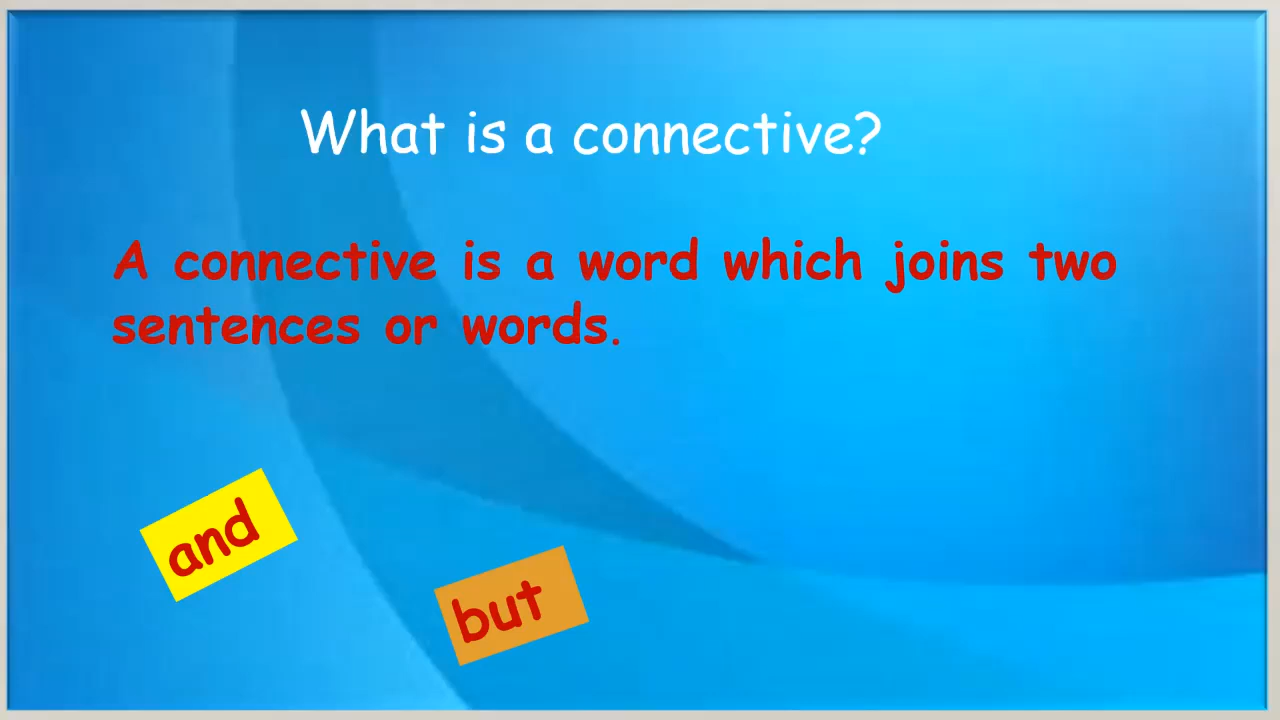 What is a connective?
A connective is a word which joins two
sentences or words.
and
but